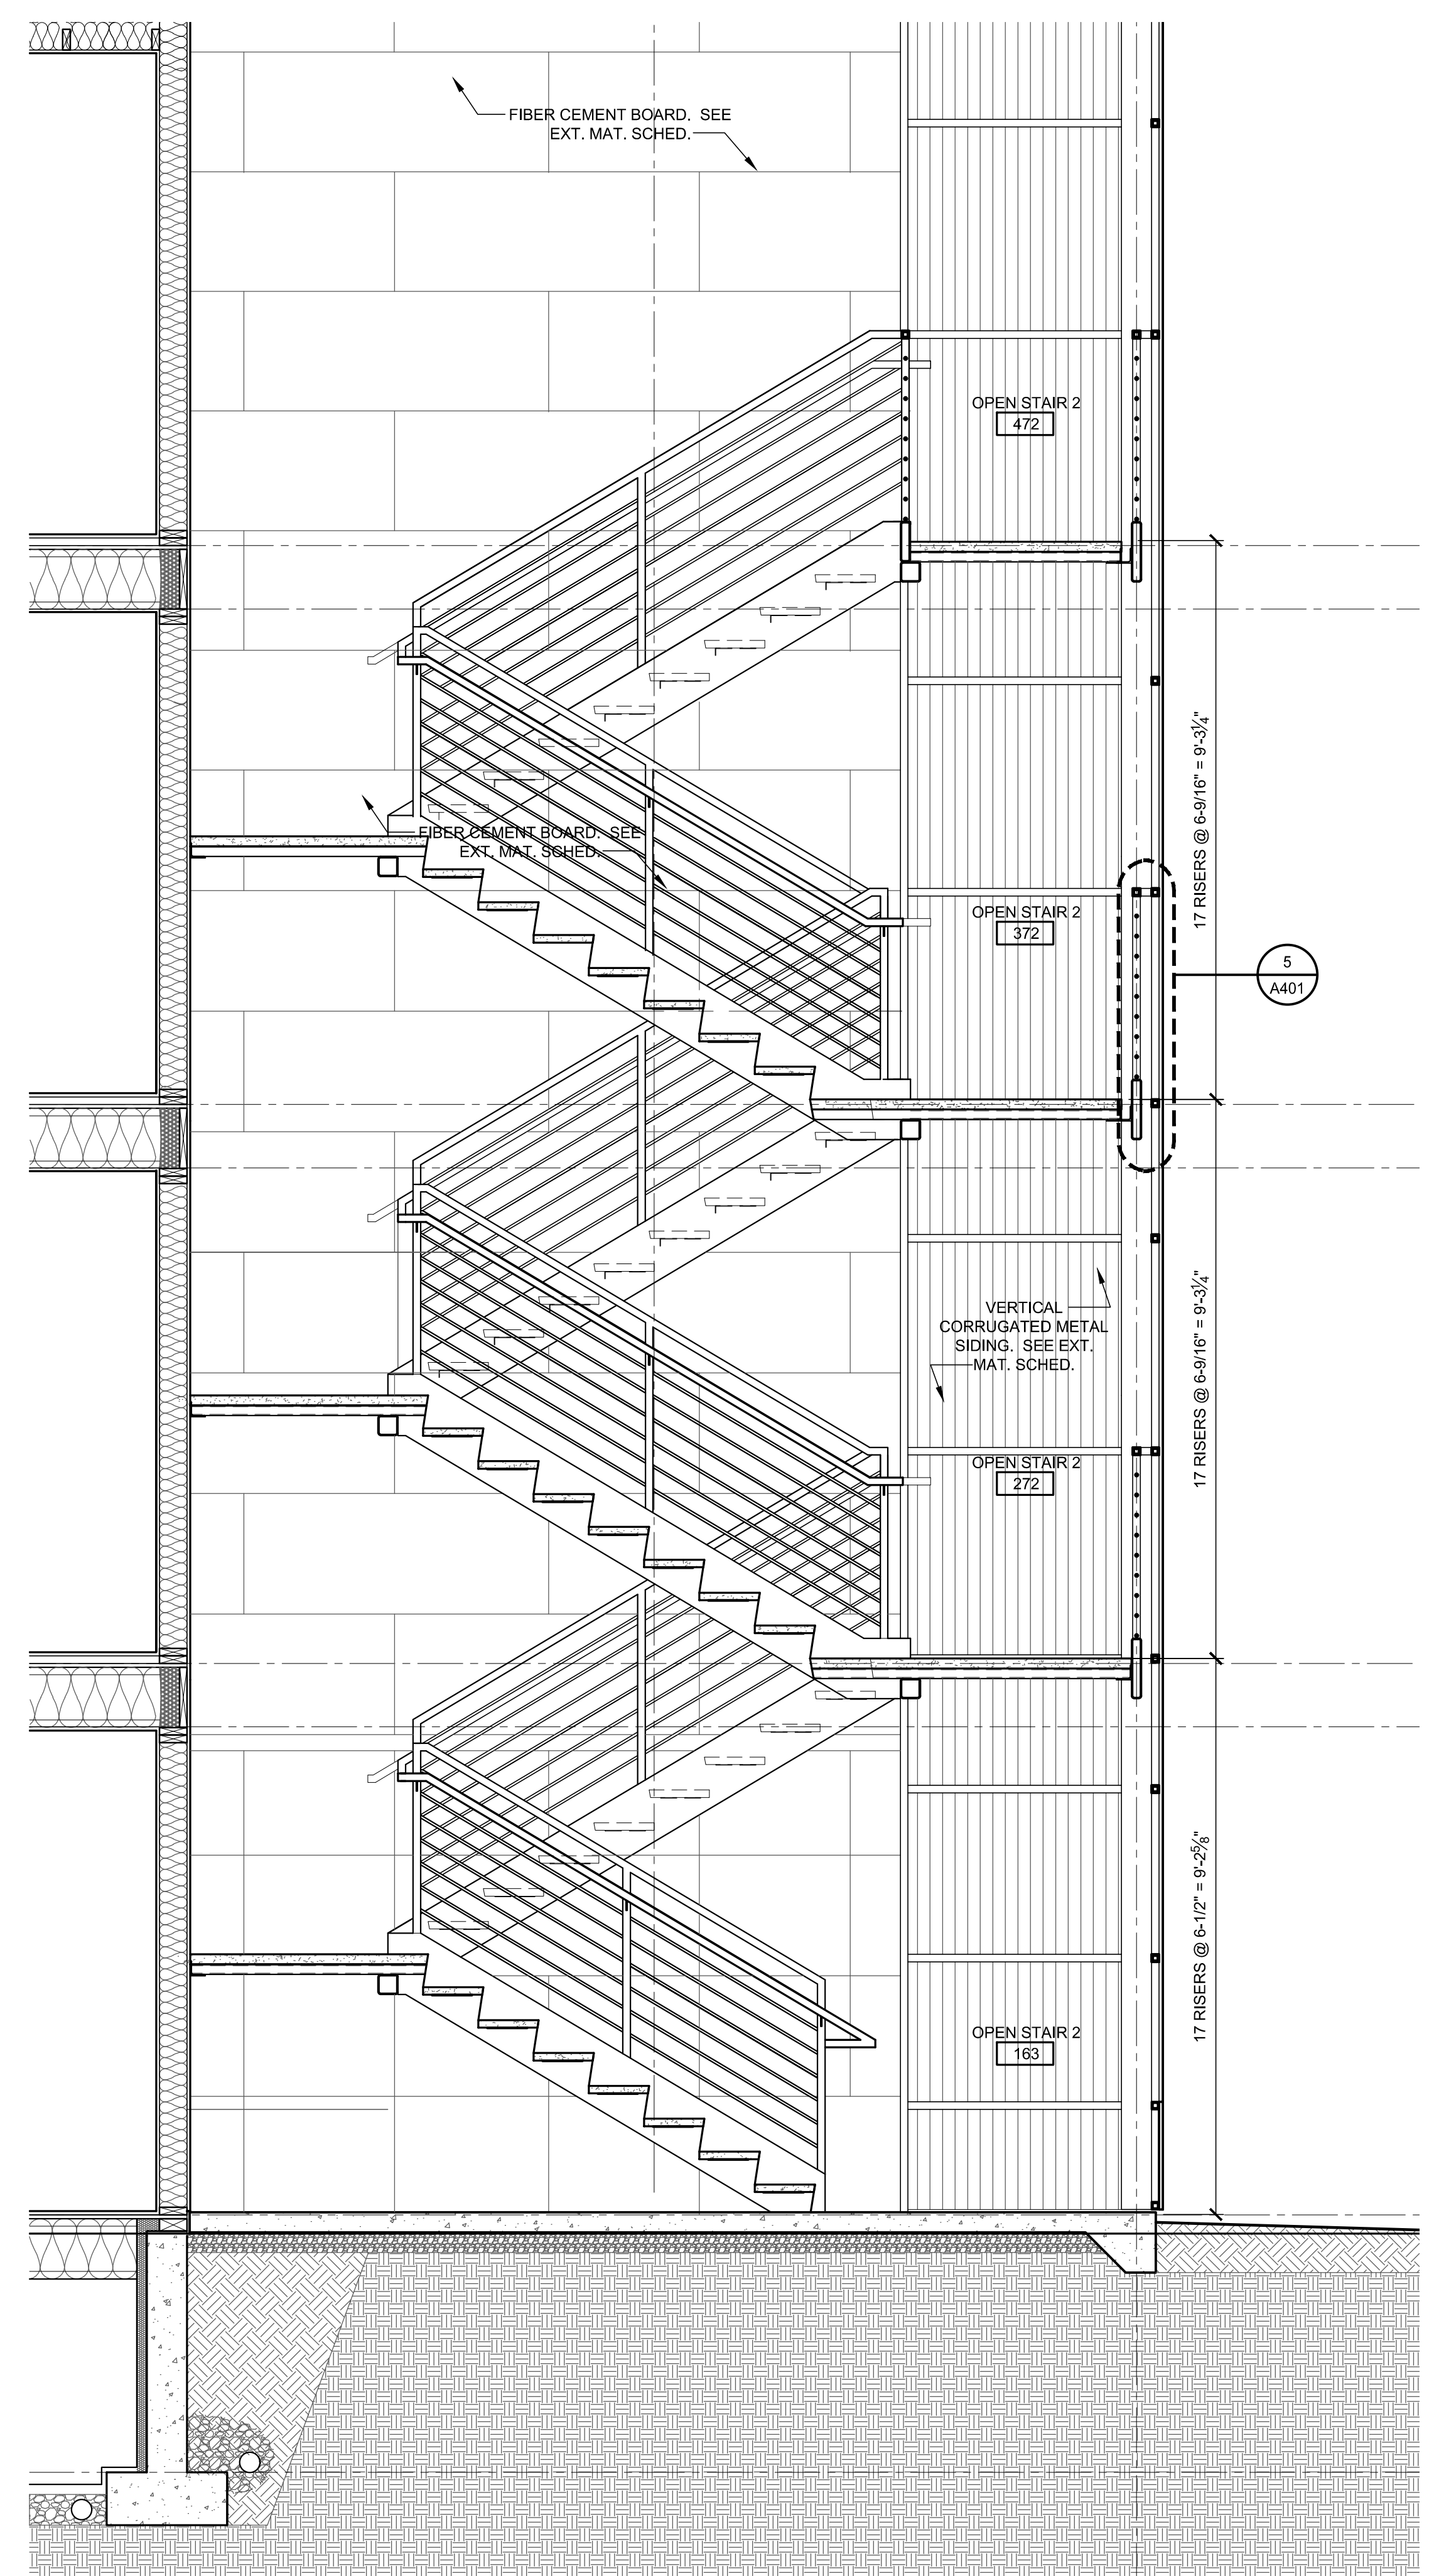 FIBER CEMENT BOARD. SEE
EXT. MAT. SCHED.
OPEN STAIR 2
472
17 RISERS @ 6-9/16" = 9'-3¼"
FIBER CEMENT BOARD. SEE
EXT. MAT. SCHED.
OPEN STAIR 2
372
5
A401
VERTICAL
CORRUGATED METAL
SIDING. SEE EXT.
MAT. SCHED.
17 RISERS @ 6-9/16" = 9'-3¼"
OPEN STAIR 2
272
17 RISERS @ 6-1/2" = 9'-2⅝"
OPEN STAIR 2
163